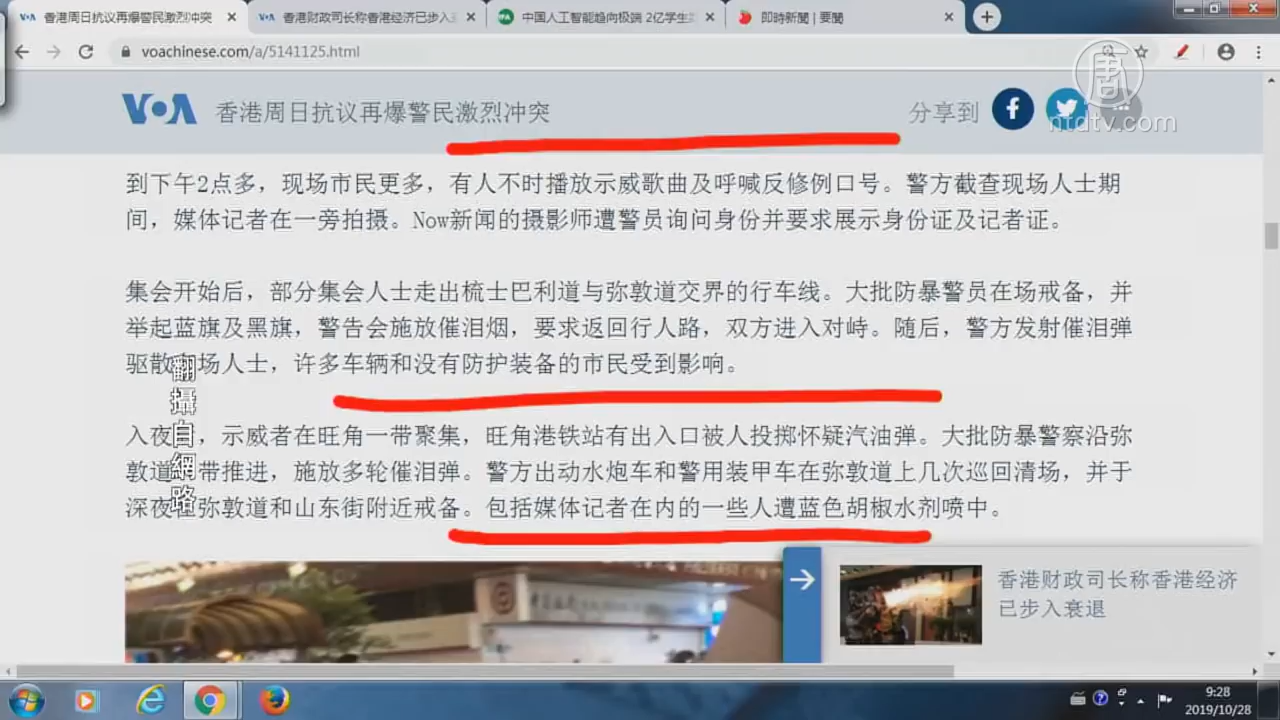 香港周日抗议再爆警民激烈冲突
VOA 香港财政司长称香港经济已步入
中国人工智能趋向极端 2亿学生
即時新聞 | 要聞
voachinese.com/a/5141125.html
VOA 香港周日抗议再爆警民激烈冲突
分享到
唐
ntdtv.com
到下午2点多，现场市民更多，有人不时播放示威歌曲及呼喊反修例口号。警方截查现场人士期
间，媒体记者在一旁拍摄。Now新闻的摄影师遭警员询问身份并要求展示身份证及记者证。
集会开始后，部分集会人士走出梳士巴利道与弥敦道交界的行车线。大批防暴警员在场戒备，并
举起蓝旗及黑旗，警告会施放催泪烟，要求返回行人路，双方进入对峙。随后，警方发射催泪弹
驱散 场人士，许多车辆和没有防护装备的市民受到影响。
入夜 ，示威者在旺角一带聚集，旺角港铁站有出入口被人投掷怀疑汽油弹。大批防暴警察沿弥
敦道 带推进，施放多轮催泪弹。警方出动水炮车和警用装甲车在弥敦道上几次巡回清场，并于
深夜 弥敦道和山东街附近戒备。包括媒体记者在内的一些人遭蓝色胡椒水剂喷中。
翻攝自網路
香港财政司长称香港经济
已步入衰退
9:28
2019/10/28